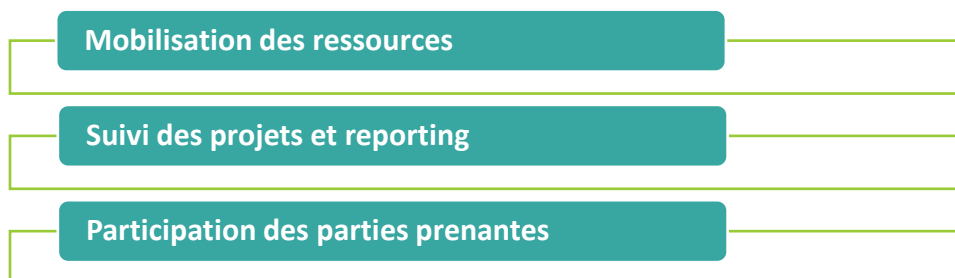 Mobilisation des ressources
Suivi des projets et reporting
Participation des parties prenantes